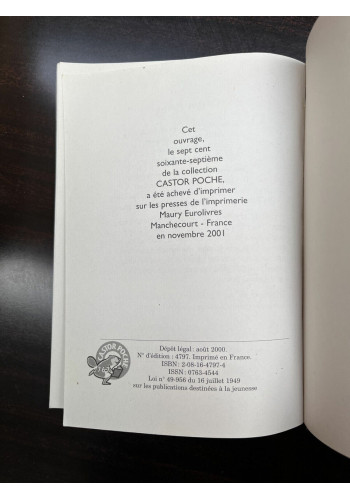 Cet
ouvrage,
le sept cent
soixante-septième
de la collection
CASTOR POCHE,
a été achevé d'imprimer
sur les presses de l'imprimerie
Maury Eurolivres
Manchecourt - France
en novembre 2001
CASTOR POCHE
Dépôt légal : août 2000.
N° d'édition : 4797. Imprimé en France.
ISBN : 2-08-16-4797-4
ISSN : 0763-4544
Loi n° 49-956 du 16 juillet 1949
sur les publications destinées à la jeunesse